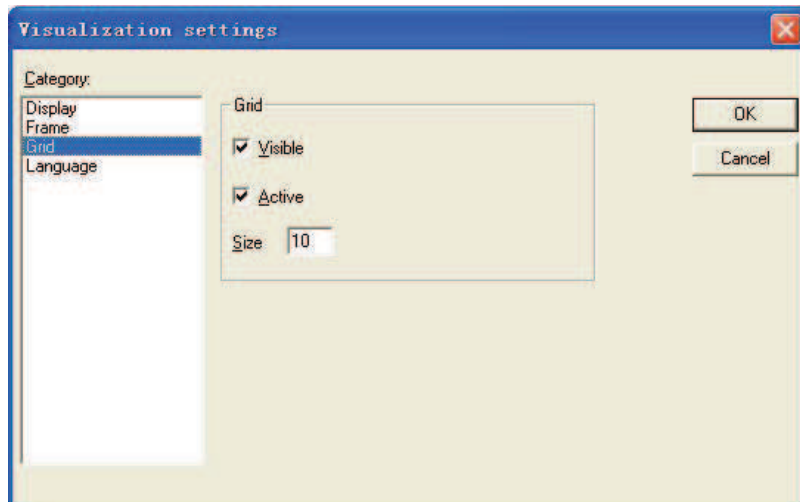 Visualization settings
Category:
Display
Frame
Grid
Language
Grid
Visible
Active
Size 10
OK
Cancel